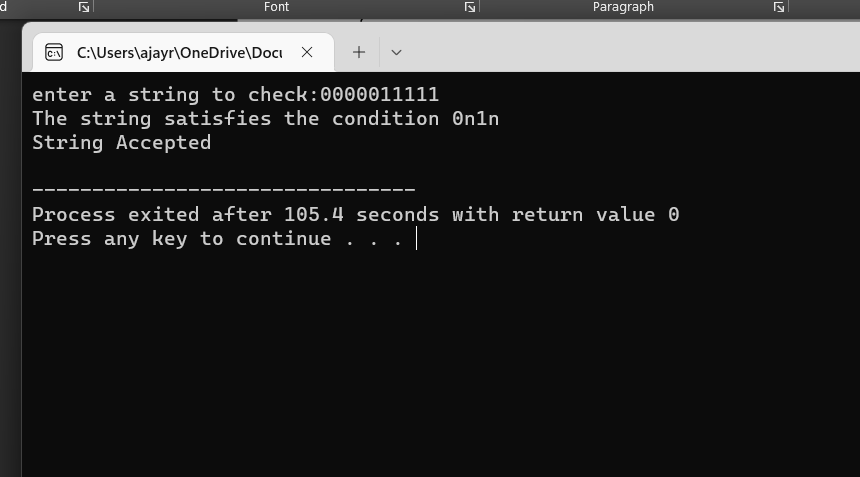 d Font Paragraph
C:\Users\ajayr\OneDrive\Docu
enter a string to check:0000011111
The string satisfies the condition 0n1n
String Accepted
--------------------------------
Process exited after 105.4 seconds with return value 0
Press any key to continue . . .